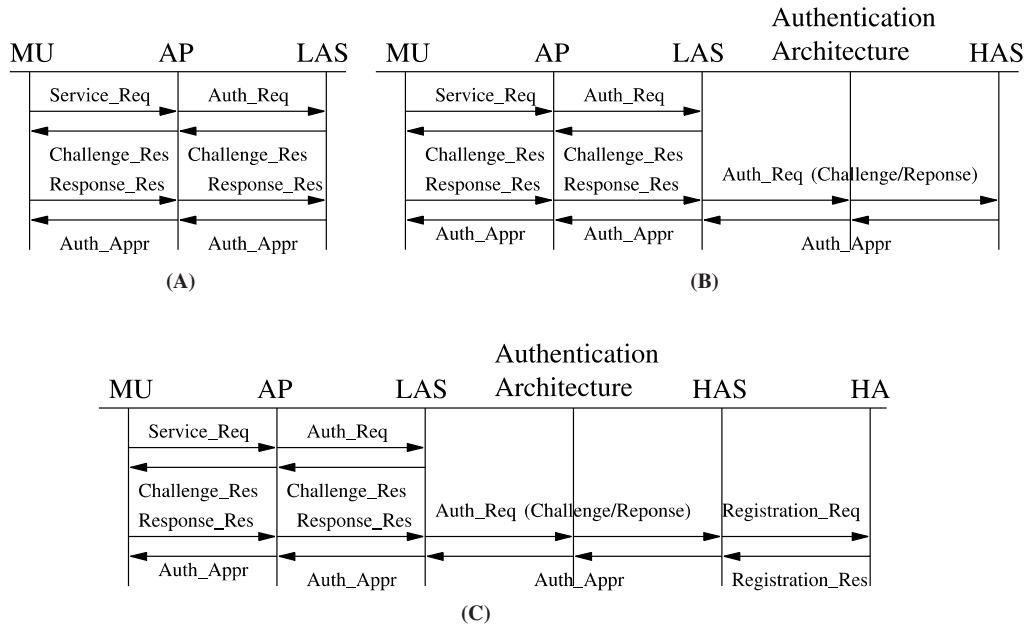 MU AP LAS
Service_Req Auth_Req
Challenge_Res Challenge_Res
Response_Res Response_Res
Auth_Appr Auth_Appr
(A)
Authentication
Architecture
MU AP LAS HAS
Service_Req Auth_Req
Challenge_Res Challenge_Res
Response_Res Response_Res
Auth_Req (Challenge/Reponse)
Auth_Appr Auth_Appr Auth_Appr
(B)
Authentication
Architecture
MU AP LAS HAS HA
Service_Req Auth_Req
Challenge_Res Challenge_Res
Response_Res Response_Res
Auth_Req (Challenge/Reponse) Registration_Req
Auth_Appr Auth_Appr Auth_Appr Registration_Res
(C)